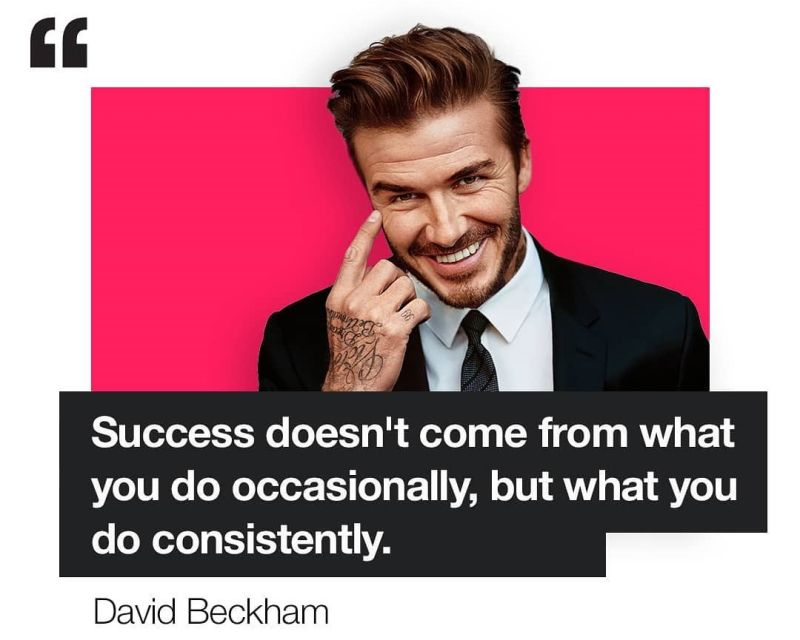 “
Success doesn't come from what
you do occasionally, but what you
do consistently.
David Beckham